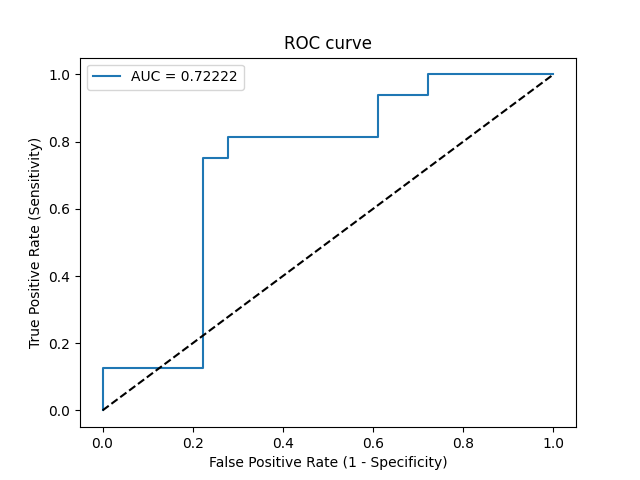 ROC curve
AUC = 0.72222
True Positive Rate (Sensitivity)
1.0
0.8
0.6
0.4
0.2
0.0
0.0 0.2 0.4 0.6 0.8 1.0
False Positive Rate (1 - Specificity)